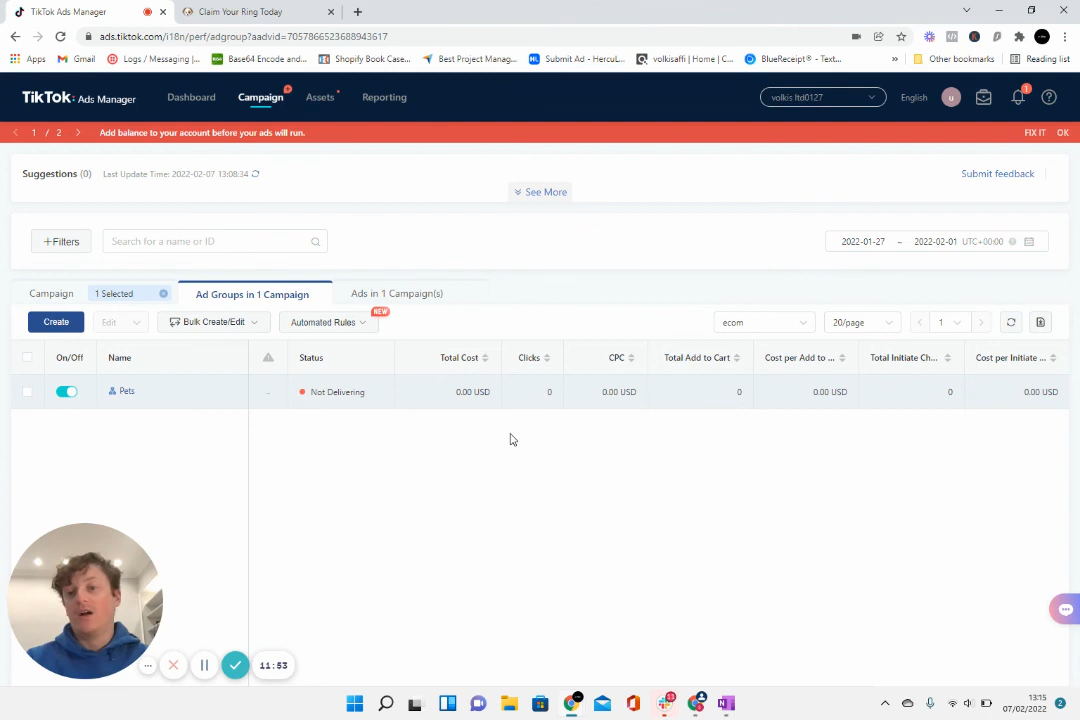 TikTok Ads Manager
Claim Your Ring Today
ads.tiktok.com/i18n/perf/adgroup?aadvid=7057866523688943617
Apps
Gmail
Logs / Messaging |...
Base64 Encode and...
Shopify Book Case...
Best Project Manag...
Submit Ad - HercuL...
volkisaffi | Home | C...
BlueReceipt® - Text...
»
Other bookmarks
Reading list
TikTok: Ads Manager
Dashboard
Campaign
Assets
Reporting
volkis ltd0127
English
u
1
1 / 2
Add balance to your account before your ads will run.
FIX IT
OK
Suggestions (0)
Last Update Time: 2022-02-07 13:08:34
Submit feedback
See More
+Filters
Search for a name or ID
2022-01-27 ~ 2022-02-01 UTC+00:00
Campaign
1 Selected
Ad Groups in 1 Campaign
Ads in 1 Campaign(s)
Create
Edit
Bulk Create/Edit
Automated Rules
NEW
ecom
20/page
1
On/Off
Name
Status
Total Cost
Clicks
CPC
Total Add to Cart
Cost per Add to ...
Total Initiate Ch...
Cost per Initiate ...
Pets
-
Not Delivering
0.00 USD
0
0.00 USD
0
0.00 USD
0
0.00 USD
11:53
13:15
07/02/2022
2